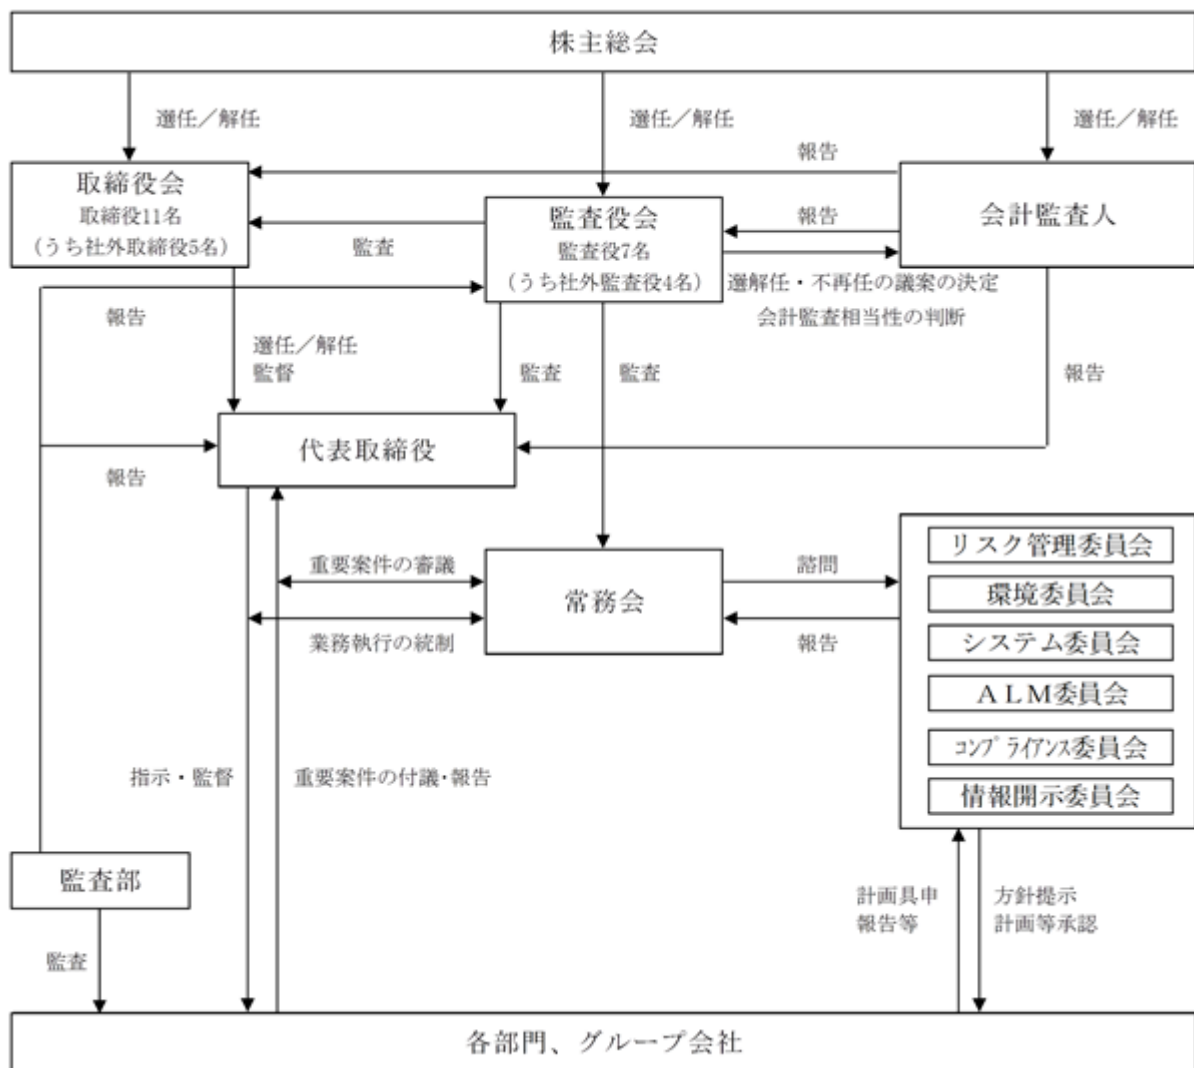 株主総会
選任／解任
選任／解任
選任／解任
報告
取締役会
取締役11名
（うち社外取締役5名）
監査
監査役会
監査役7名
（うち社外監査役4名）
報告
会計監査人
選解任・不再任の議案の決定
会計監査相当性の判断
報告
選任／解任
監督
監査
監査
報告
代表取締役
報告
重要案件の審議
業務執行の統制
常務会
諮問
報告
リスク管理委員会
環境委員会
システム委員会
ＡＬＭ委員会
ｺﾝﾌﾟﾗｲｱﾝｽ委員会
情報開示委員会
指示・監督
重要案件の付議・報告
監査部
計画具申
報告等
方針提示
計画等承認
監査
各部門、グループ会社